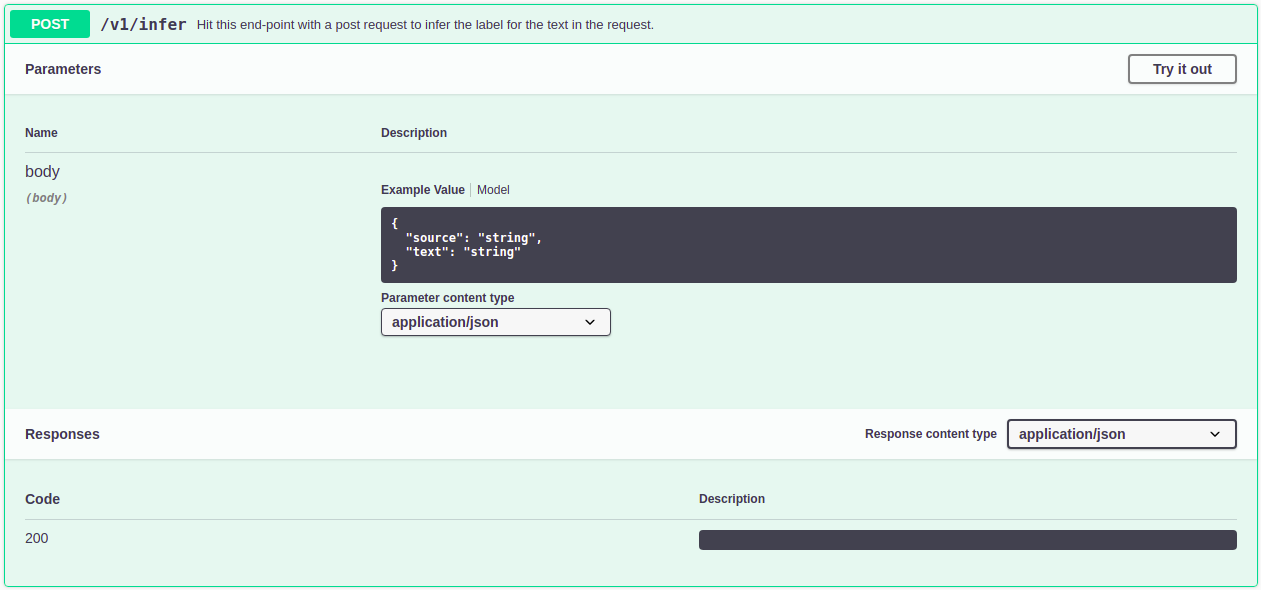 POST /v1/infer Hit this end-point with a post request to infer the label for the text in the request.
Parameters Try it out
Name Description
body
(body)
Example Value Model
{
  "source": "string",
  "text": "string"
}
Parameter content type
application/json
Responses Response content type application/json
Code Description
200